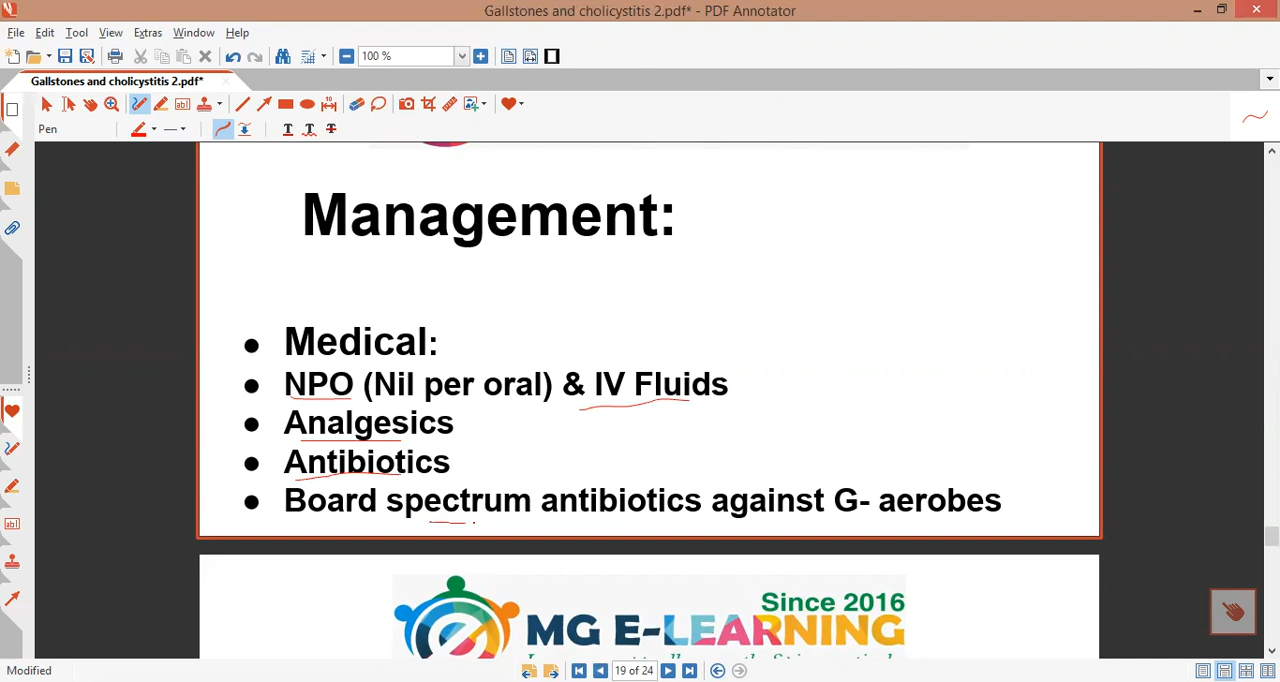 Gallstones and cholicystitis 2.pdf* - PDF Annotator
File Edit Tool View Extras Window Help
100 %
Gallstones and cholicystitis 2.pdf*
Pen
Management:
● Medical:
● NPO (Nil per oral) & IV Fluids
● Analgesics
● Antibiotics
● Board spectrum antibiotics against G- aerobes
Since 2016
MG E-LEARNING
Modified
19 of 24